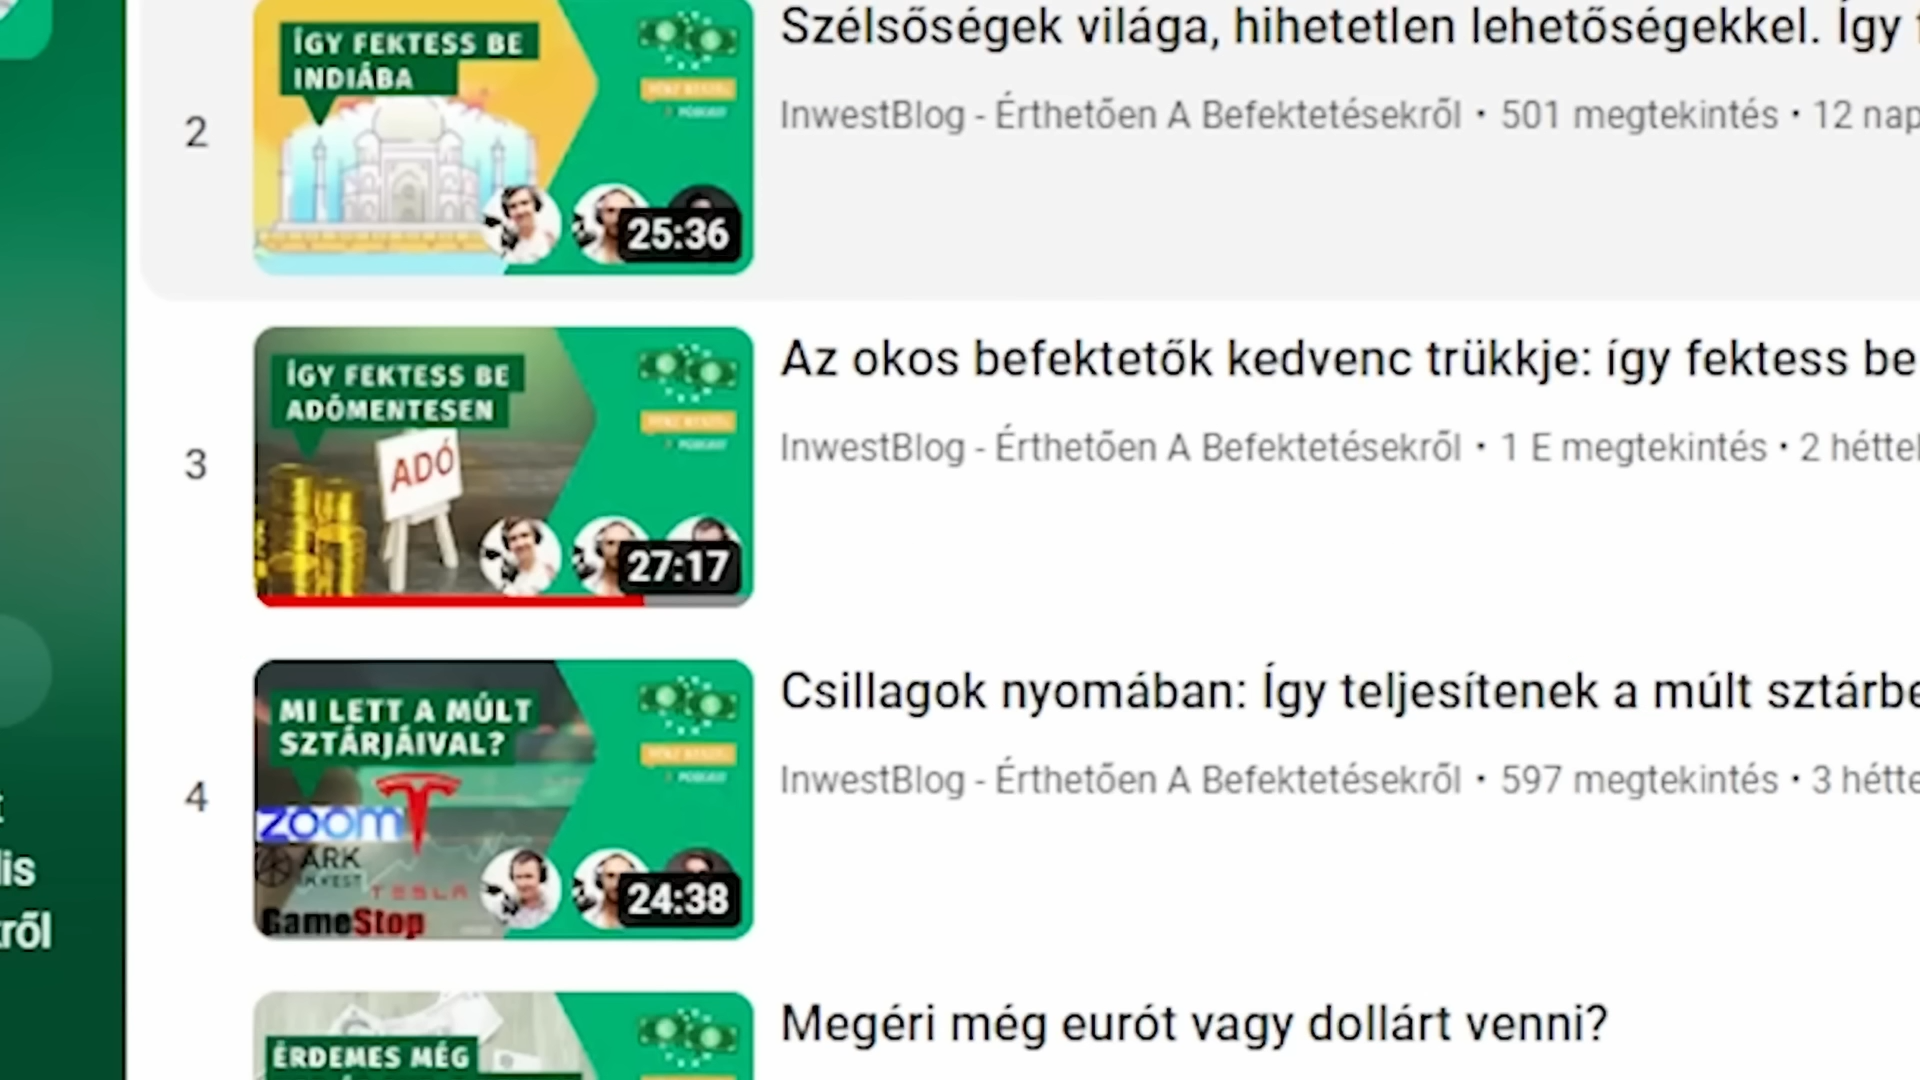 2
ÍGY FEKTESS BE
INDIÁBA
25:36
Szélsőségek világa, hihetetlen lehetőségekkel. Így
InwestBlog - Érthetően A Befektetésekről • 501 megtekintés • 12 nap
3
ÍGY FEKTESS BE
ADÓMENTESEN
ADÓ
27:17
Az okos befektetők kedvenc trükkje: így fektess be
InwestBlog - Érthetően A Befektetésekről • 1 E megtekintés • 2 héttel
4
MI LETT A MÚLT
SZTÁRJÁIVAL?
zoom
ARK
INVEST
TESLA
GameStop
24:38
Csillagok nyomában: Így teljesítenek a múlt sztárbe
InwestBlog - Érthetően A Befektetésekről • 597 megtekintés • 3 hétte
ÉRDEMES MÉG
Megéri még eurót vagy dollárt venni?
lis
ről